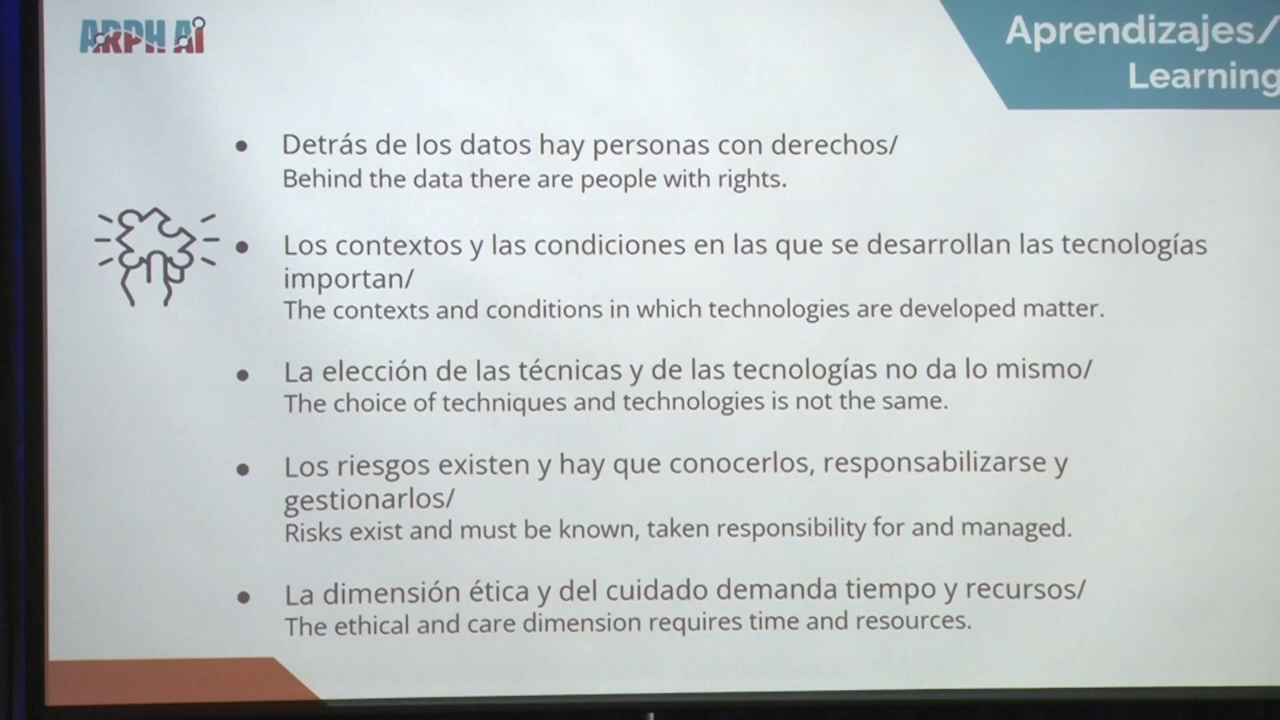 ARPH AI
Aprendizajes/
Learning
● Detrás de los datos hay personas con derechos/
Behind the data there are people with rights.
● Los contextos y las condiciones en las que se desarrollan las tecnologías
importan/
The contexts and conditions in which technologies are developed matter.
● La elección de las técnicas y de las tecnologías no da lo mismo/
The choice of techniques and technologies is not the same.
● Los riesgos existen y hay que conocerlos, responsabilizarse y
gestionarlos/
Risks exist and must be known, taken responsibility for and managed.
● La dimensión ética y del cuidado demanda tiempo y recursos/
The ethical and care dimension requires time and resources.